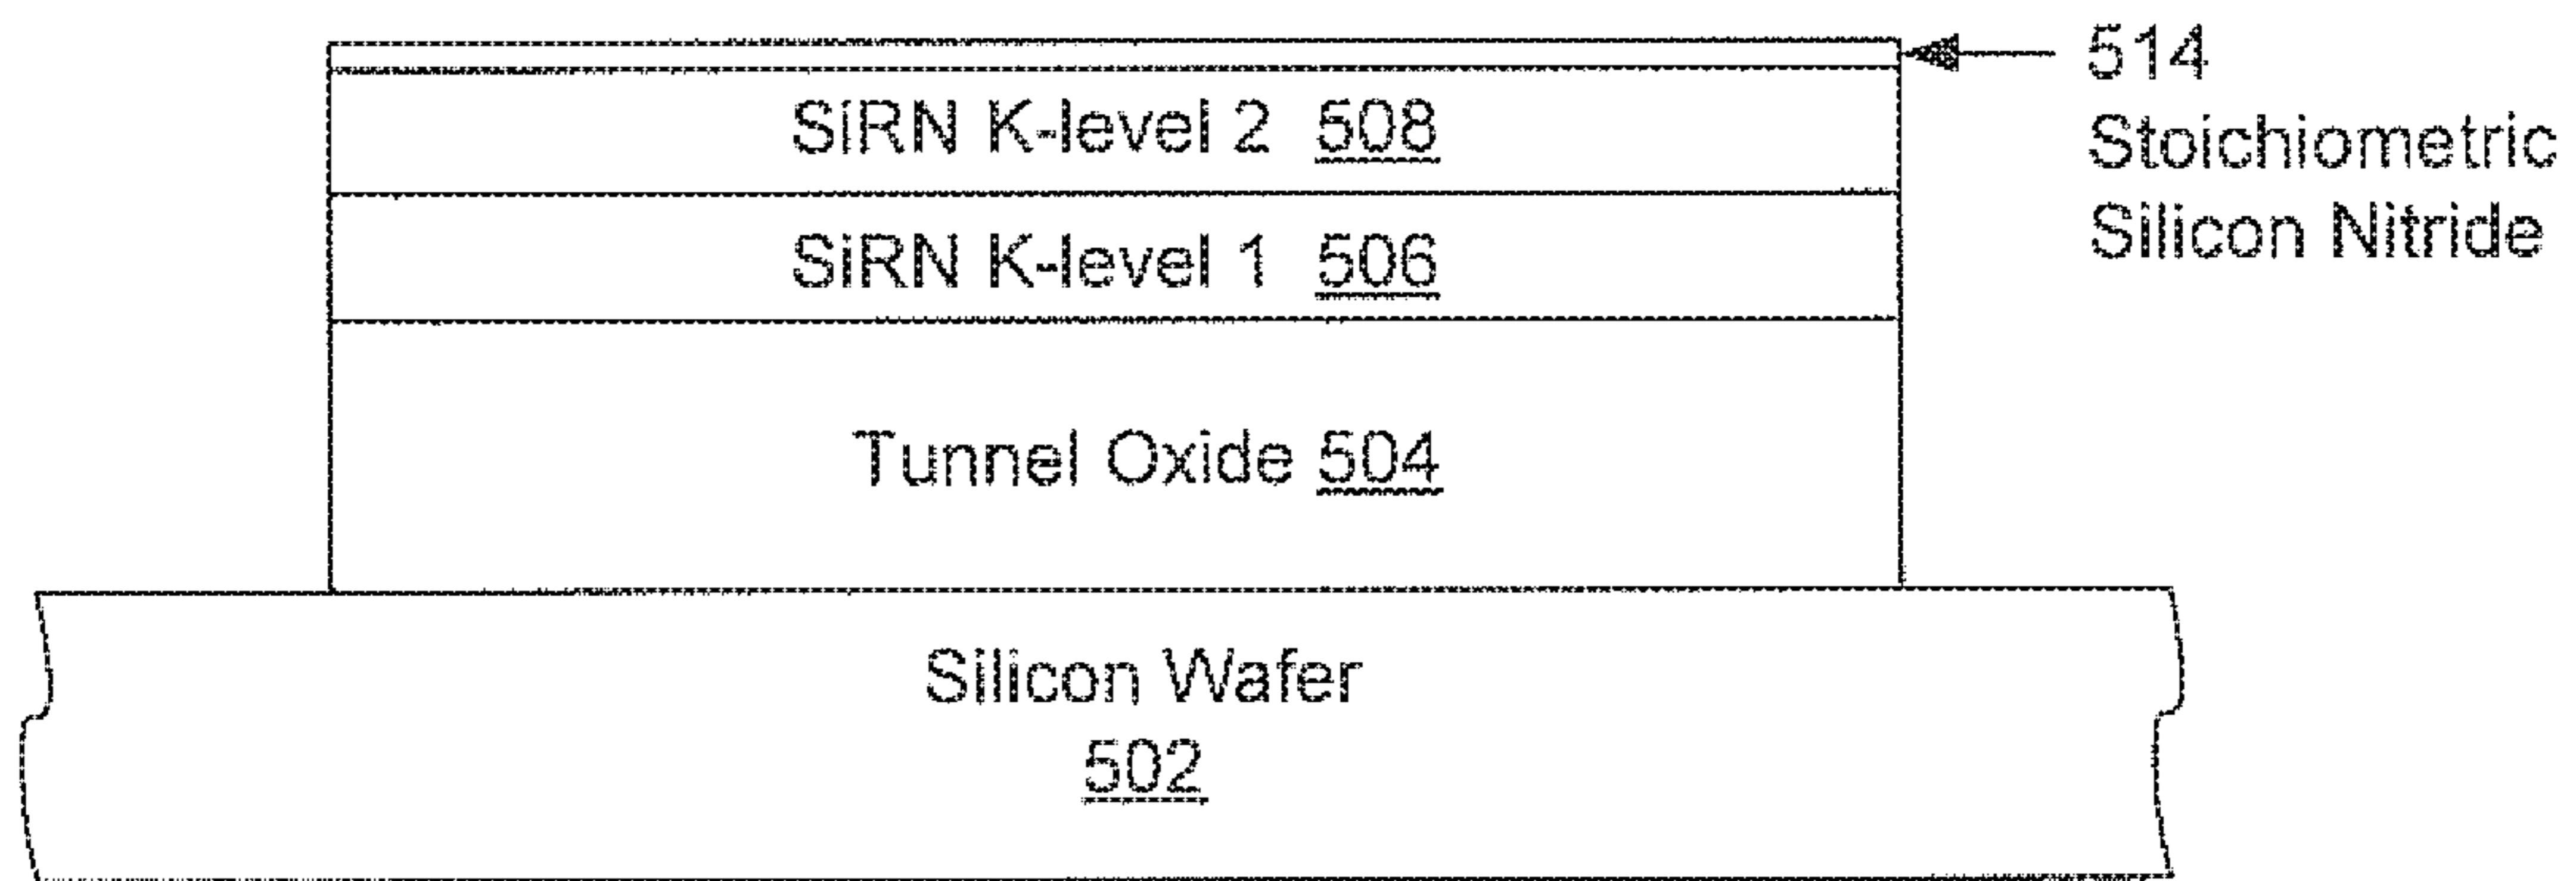 514
Stoichiometric
Silicon Nitride
SiRN K-level 2 508
SiRN K-level 1 506
Tunnel Oxide 504
Silicon Wafer
502